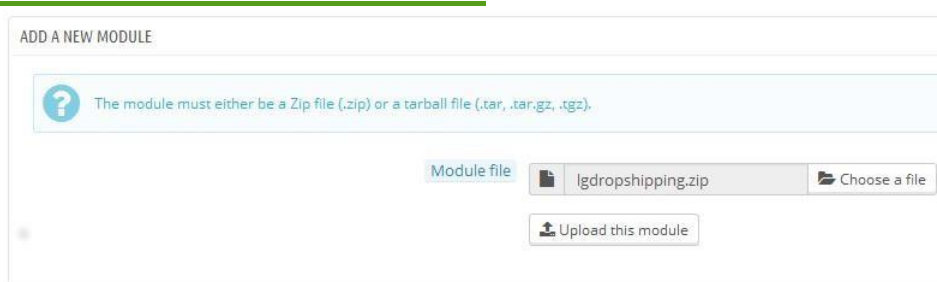 ADD A NEW MODULE
The module must either be a Zip file (.zip) or a tarball file (.tar, .tar.gz, .tgz).
Module file
lgdropshipping.zip
Choose a file
Upload this module